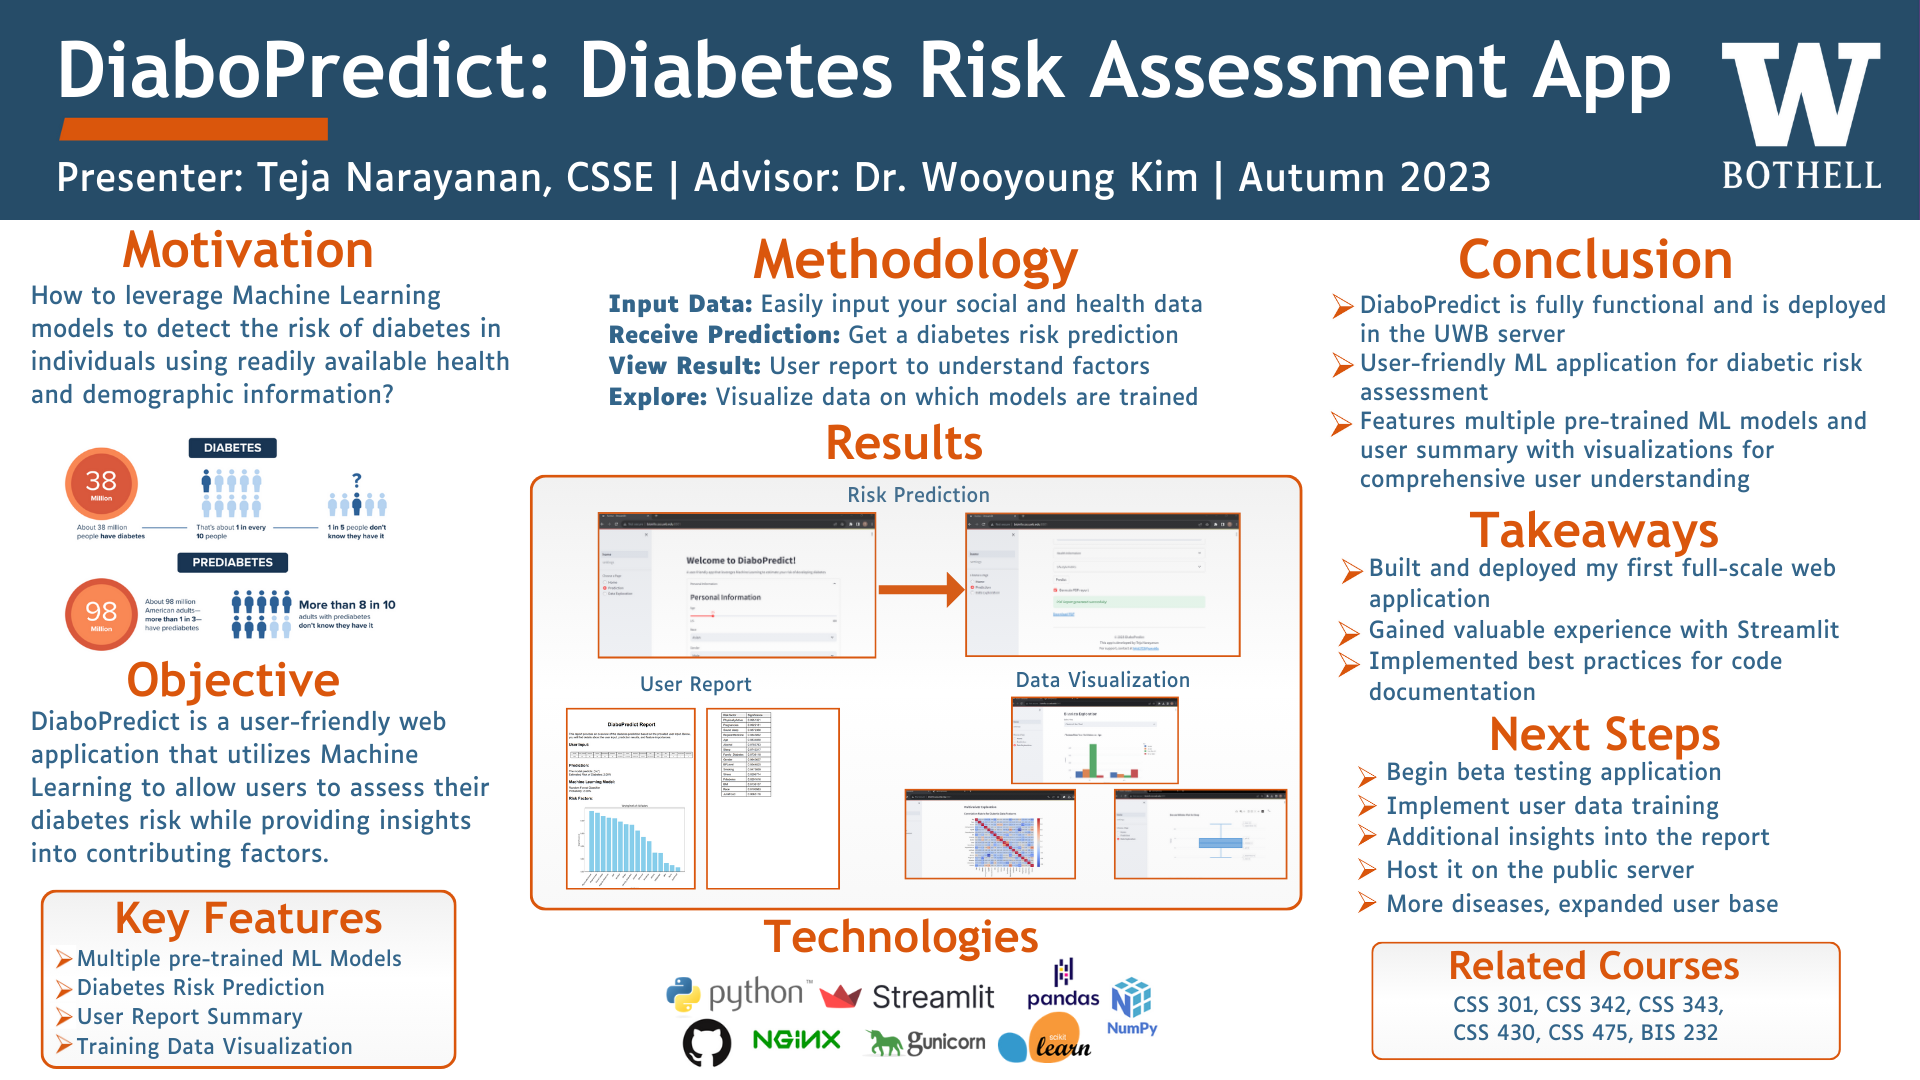 DiaboPredict: Diabetes Risk Assessment App
Presenter: Teja Narayanan, CSSE | Advisor: Dr. Wooyoung Kim | Autumn 2023
W
BOTHELL
Motivation
How to leverage Machine Learning
models to detect the risk of diabetes in
individuals using readily available health
and demographic information?
DIABETES
38
Million
?
About 38 million
people have diabetes
That's about 1 in every
10 people
1 in 5 people don't
know they have it
PREDIABETES
98
Million
About 98 million
American adults—
more than 1 in 3—
have prediabetes
More than 8 in 10
adults with prediabetes
don't know they have it
Objective
DiaboPredict is a user-friendly web
application that utilizes Machine
Learning to allow users to assess their
diabetes risk while providing insights
into contributing factors.
Key Features
Multiple pre-trained ML Models
Diabetes Risk Prediction
User Report Summary
Training Data Visualization
Methodology
Input Data: Easily input your social and health data
Receive Prediction: Get a diabetes risk prediction
View Result: User report to understand factors
Explore: Visualize data on which models are trained
Results
Risk Prediction
Welcome to DiaboPredict!
Personal Information
User Report
DiaboPredict Report
User Input:
Prediction:
Machine Learning Model:
Risk Factors:
Data Visualization
Technologies
python™
Streamlit
pandas
NumPy
NGINX
gunicorn
scikit
learn
Conclusion
DiaboPredict is fully functional and is deployed
in the UWB server
User-friendly ML application for diabetic risk
assessment
Features multiple pre-trained ML models and
user summary with visualizations for
comprehensive user understanding
Takeaways
Built and deployed my first full-scale web
application
Gained valuable experience with Streamlit
Implemented best practices for code
documentation
Next Steps
Begin beta testing application
Implement user data training
Additional insights into the report
Host it on the public server
More diseases, expanded user base
Related Courses
CSS 301, CSS 342, CSS 343,
CSS 430, CSS 475, BIS 232